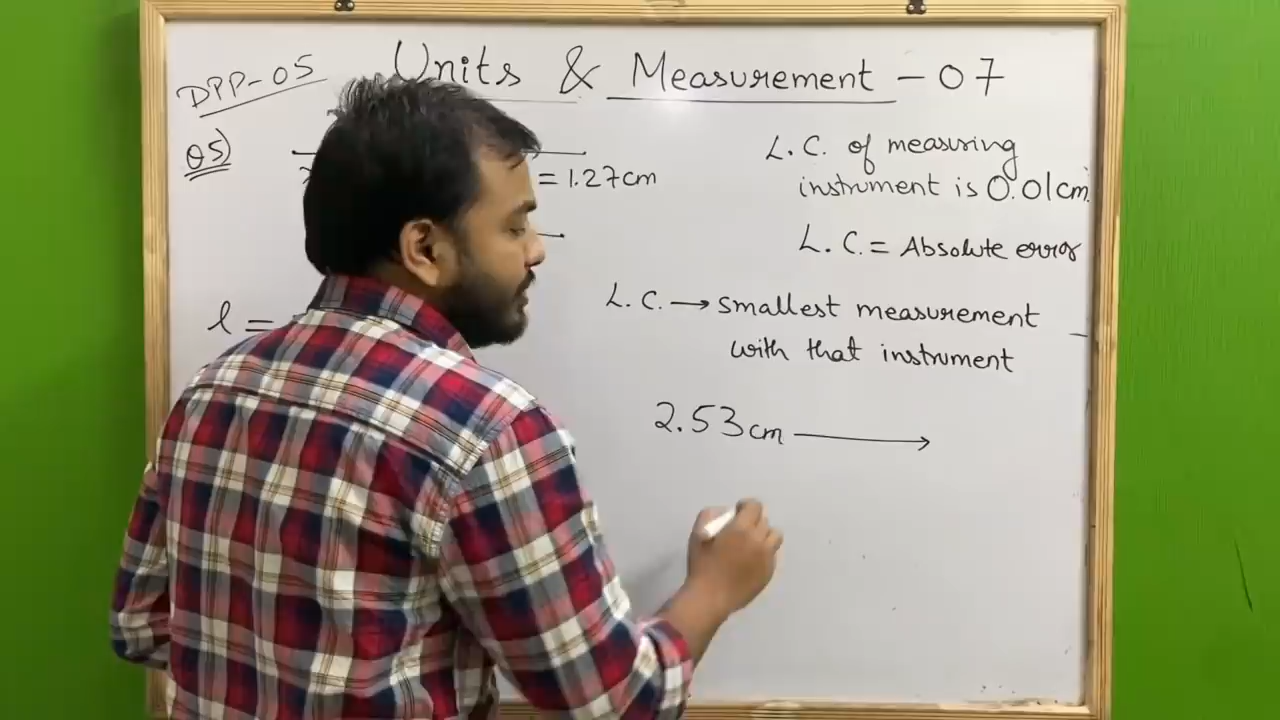 DPP-05
Units & Measurement - 07
Q5)
= 1.27cm
L. C. of measuring
instrument is 0.01cm.
L. C. = Absolute error
L. C. → smallest measurement
with that instrument
l =
2.53cm →